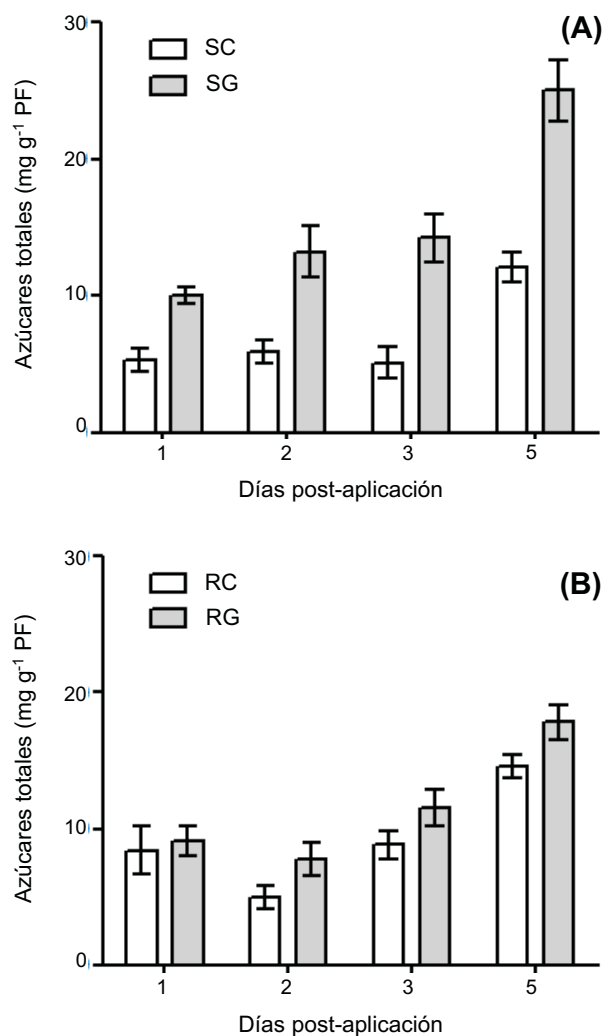 (A)
30
20
10
0
SC
SG
Azúcares totales (mg g⁻¹ PF)
1 2 3 5
Días post-aplicación
(B)
30
20
10
0
RC
RG
Azúcares totales (mg g⁻¹ PF)
1 2 3 5
Días post-aplicación